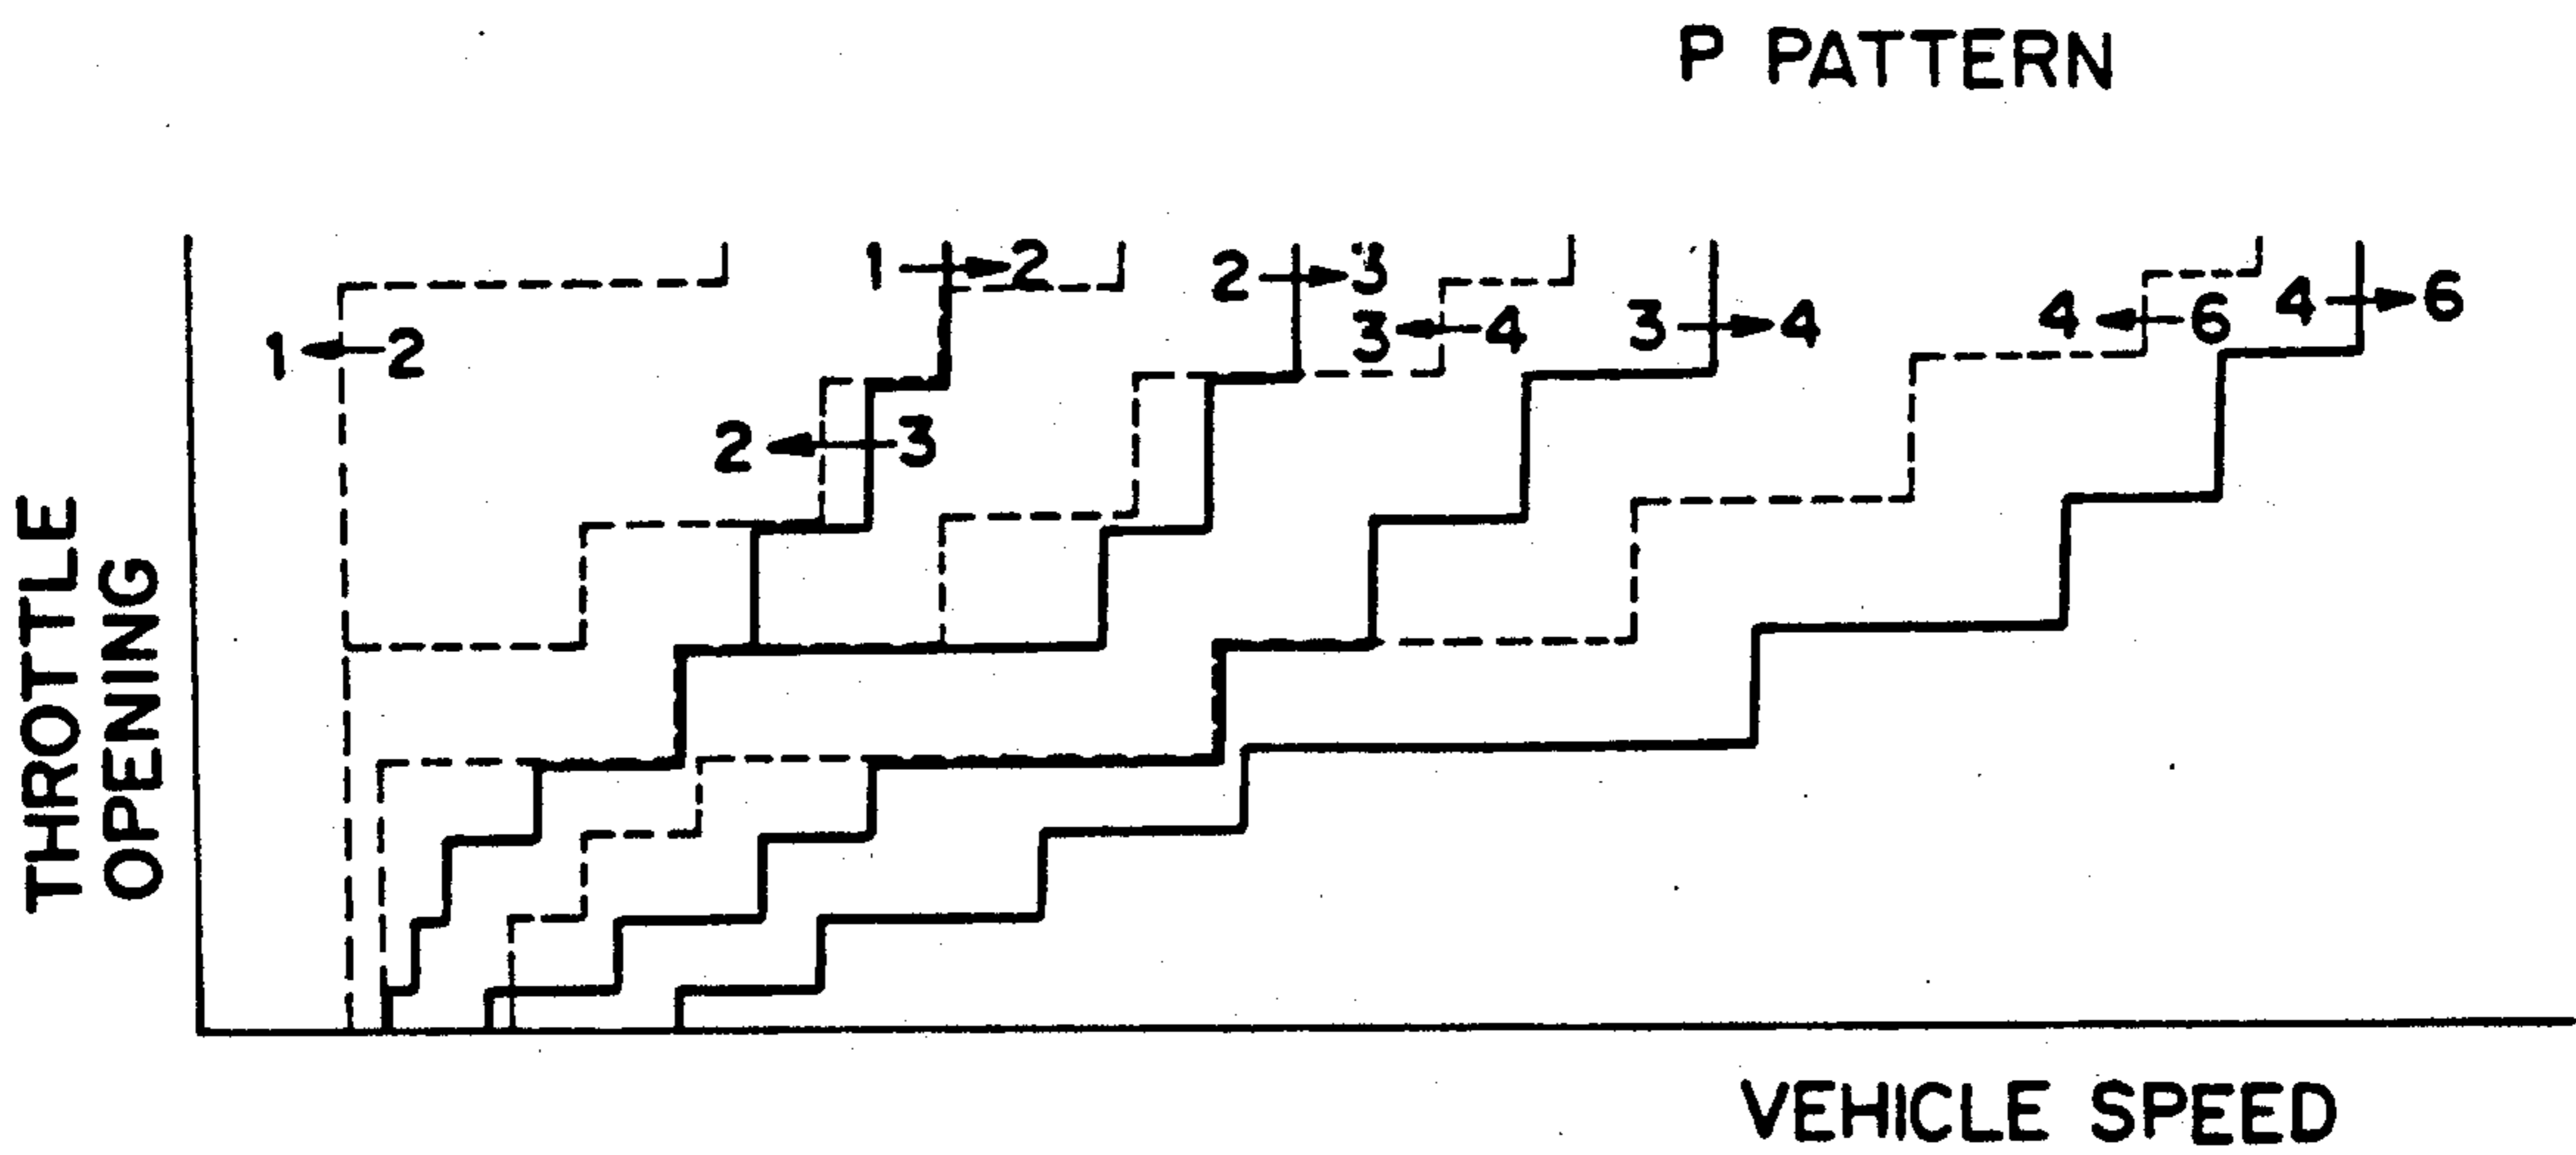 P PATTERN
1→2
2→3
1←2
3←4
3→4
4←6
4→6
2←3
THROTTLE
OPENING
VEHICLE SPEED